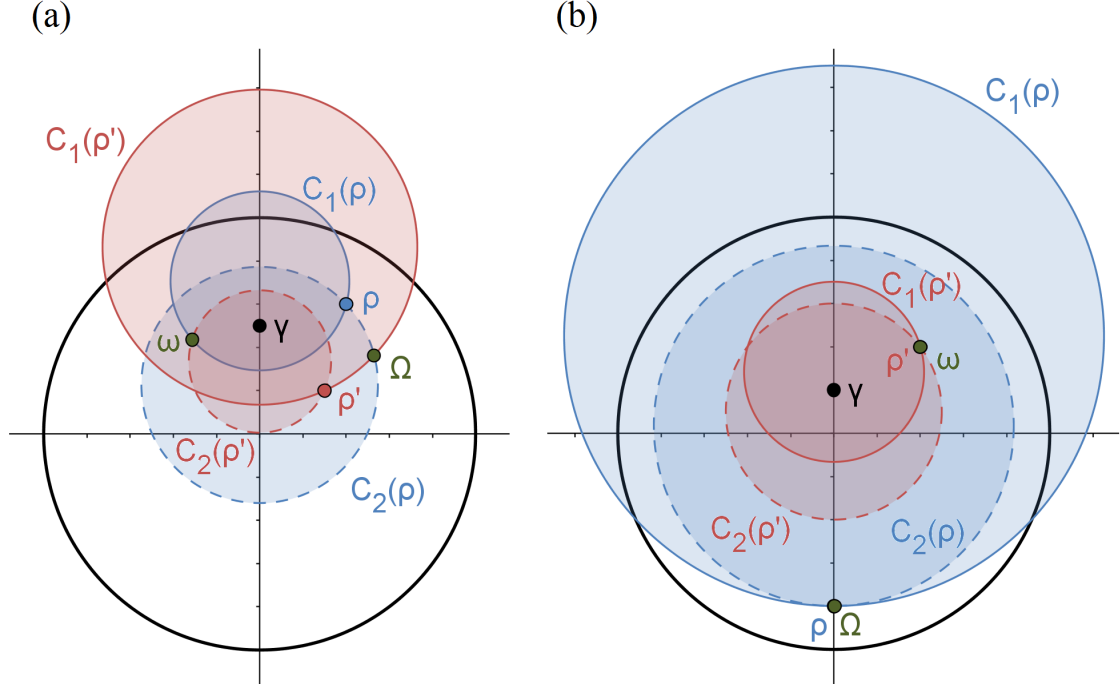 (a)
C₁(ρ')
C₁(ρ)
ρ
γ
ω
Ω
ρ'
C₂(ρ')
C₂(ρ)
(b)
C₁(ρ)
C₁(ρ')
ρ' ω
γ
C₂(ρ')
C₂(ρ)
ρ Ω